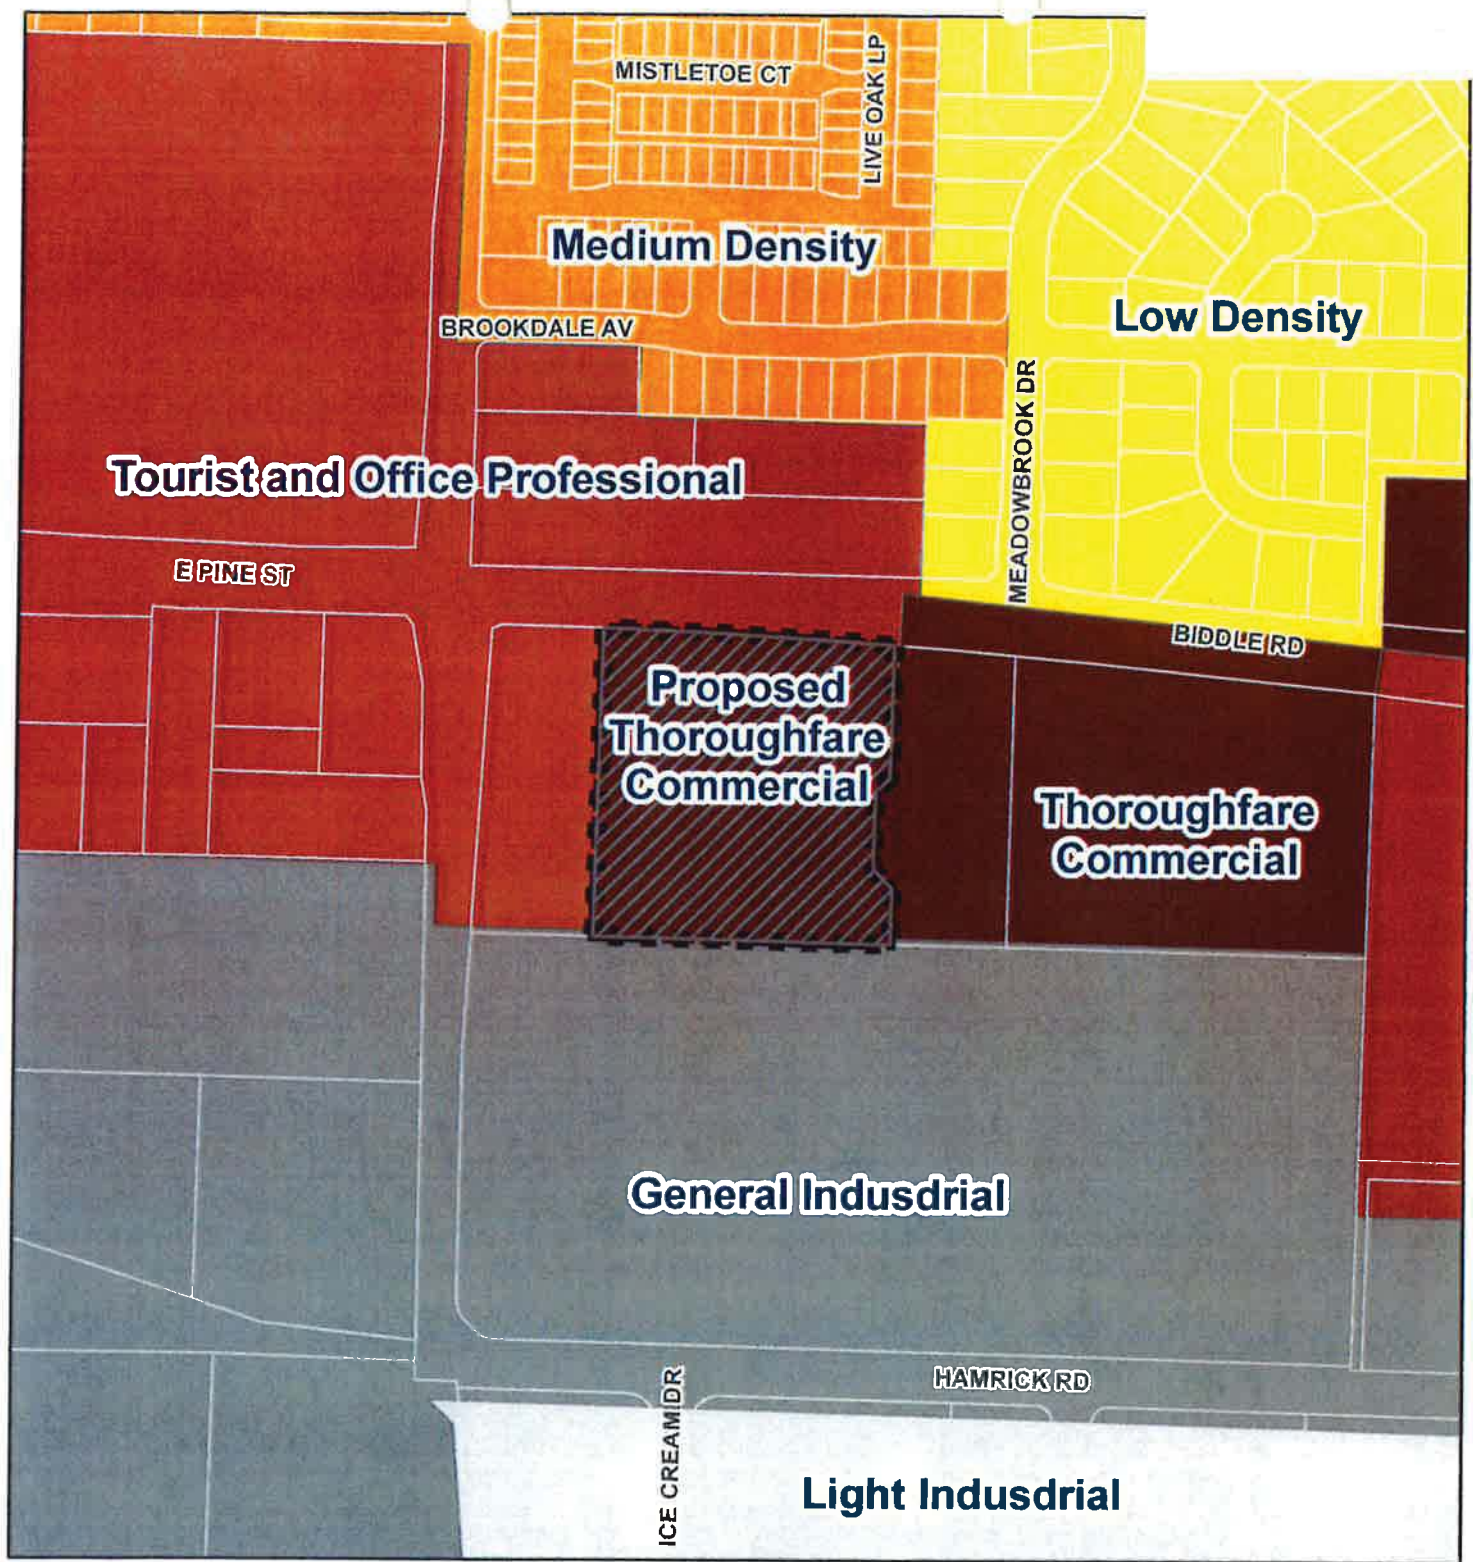 MISTLETOE CT
LIVE OAK LP
Medium Density
Low Density
BROOKDALE AV
MEADOWBROOK DR
Tourist and Office Professional
E PINE ST
BIDDLE RD
Proposed
Thoroughfare
Commercial
Thoroughfare
Commercial
General Indusdrial
HAMRICK RD
ICE CREAM DR
Light Indusdrial